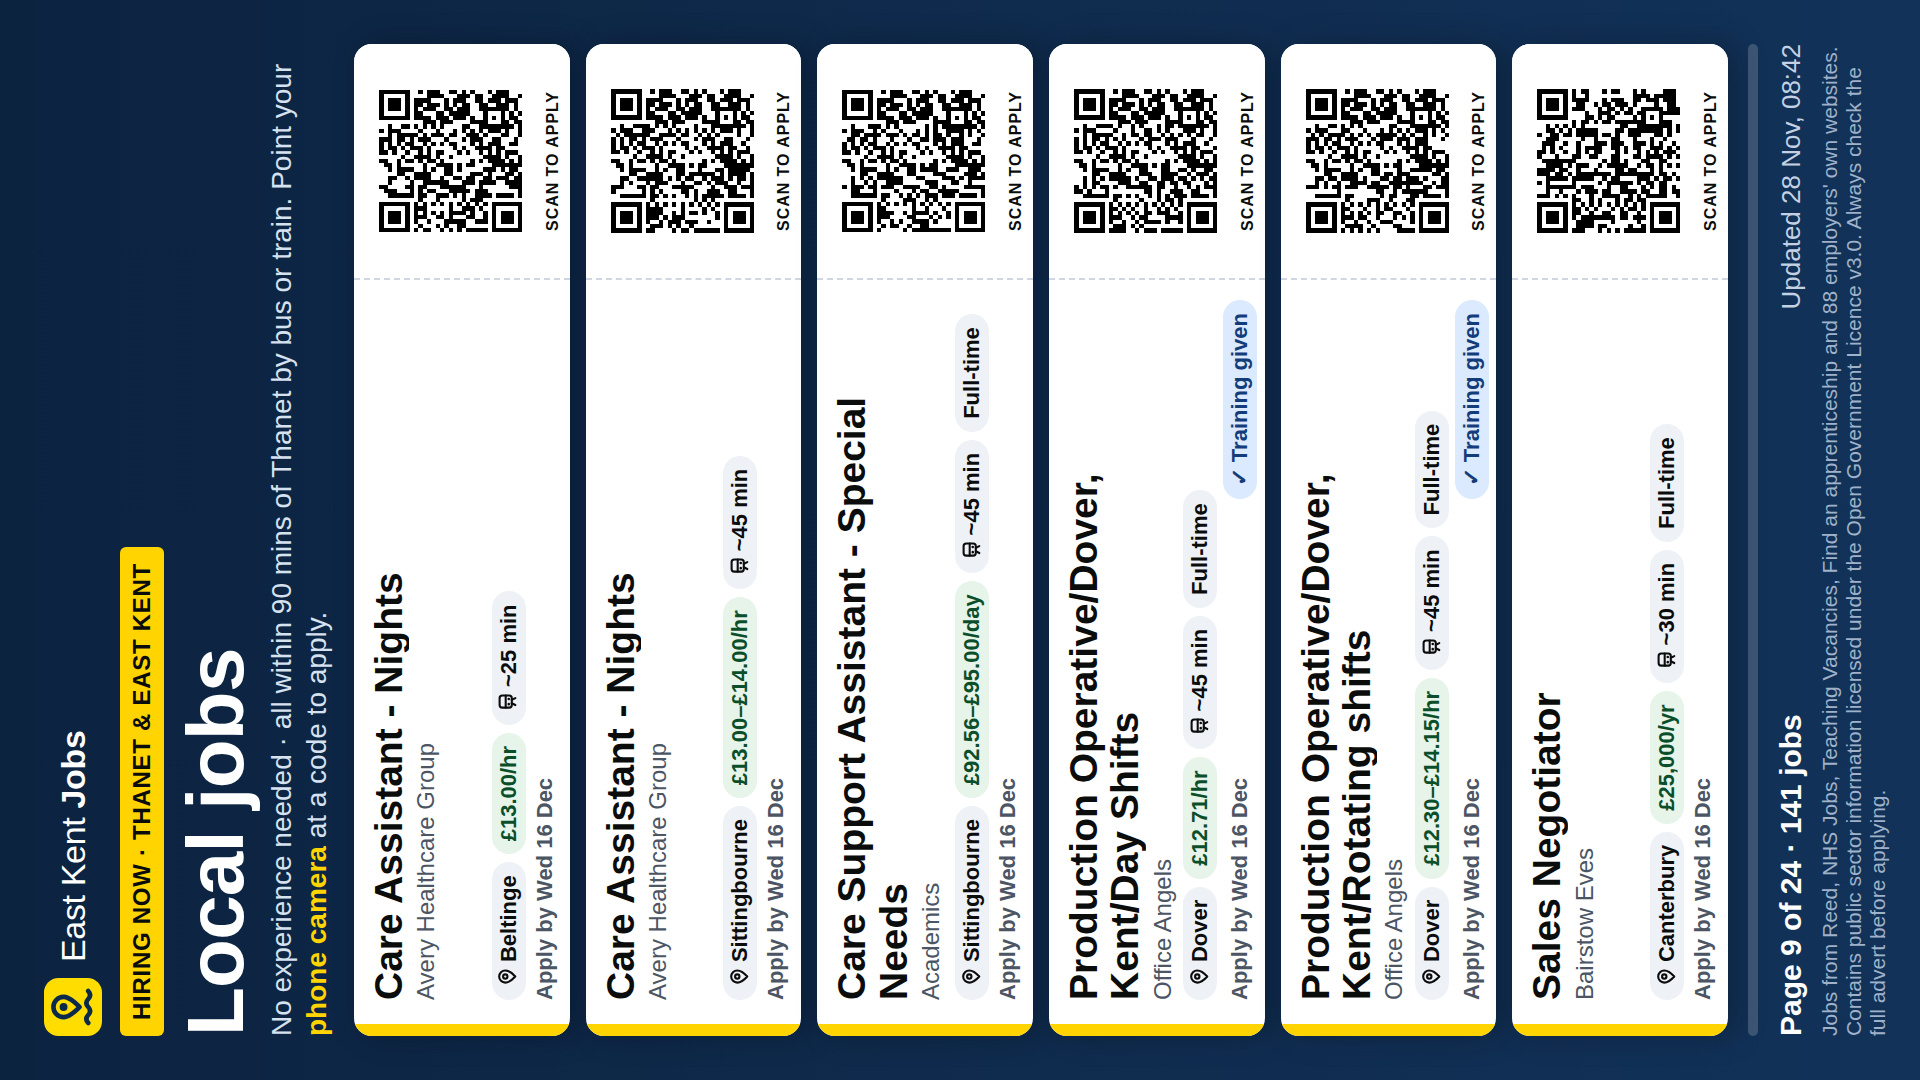 East Kent Jobs
HIRING NOW · THANET & EAST KENT
Local jobs
No experience needed · all within 90 mins of Thanet by bus or train. Point your
phone camera at a code to apply.
Care Assistant - Nights
Avery Healthcare Group
Beltinge £13.00/hr ~25 min
Apply by Wed 16 Dec
SCAN TO APPLY
Care Assistant - Nights
Avery Healthcare Group
Sittingbourne £13.00–£14.00/hr ~45 min
Apply by Wed 16 Dec
SCAN TO APPLY
Care Support Assistant - Special
Needs
Academics
Sittingbourne £92.56–£95.00/day ~45 min Full-time
Apply by Wed 16 Dec
SCAN TO APPLY
Production Operative/Dover,
Kent/Day Shifts
Office Angels
Dover £12.71/hr ~45 min Full-time
Apply by Wed 16 Dec ✓ Training given
SCAN TO APPLY
Production Operative/Dover,
Kent/Rotating shifts
Office Angels
Dover £12.30–£14.15/hr ~45 min Full-time
Apply by Wed 16 Dec ✓ Training given
SCAN TO APPLY
Sales Negotiator
Bairstow Eves
Canterbury £25,000/yr ~30 min Full-time
Apply by Wed 16 Dec
SCAN TO APPLY
Page 9 of 24 · 141 jobs Updated 28 Nov, 08:42
Jobs from Reed, NHS Jobs, Teaching Vacancies, Find an apprenticeship and 88 employers' own websites.
Contains public sector information licensed under the Open Government Licence v3.0. Always check the
full advert before applying.